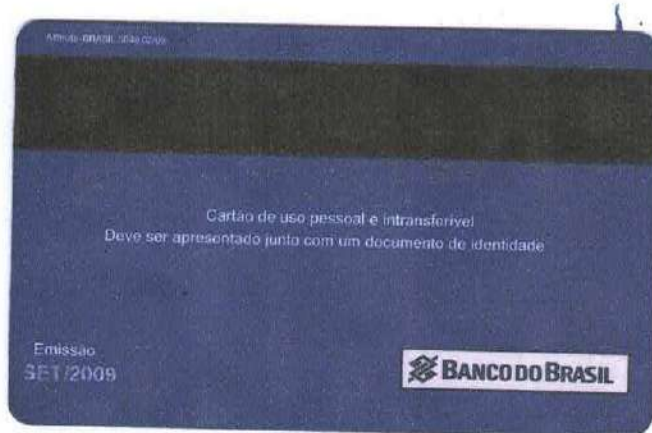 Cartão de uso pessoal e intransferível
Deve ser apresentado junto com um documento de identidade
Emissão
SET/2009
BANCO DO BRASIL